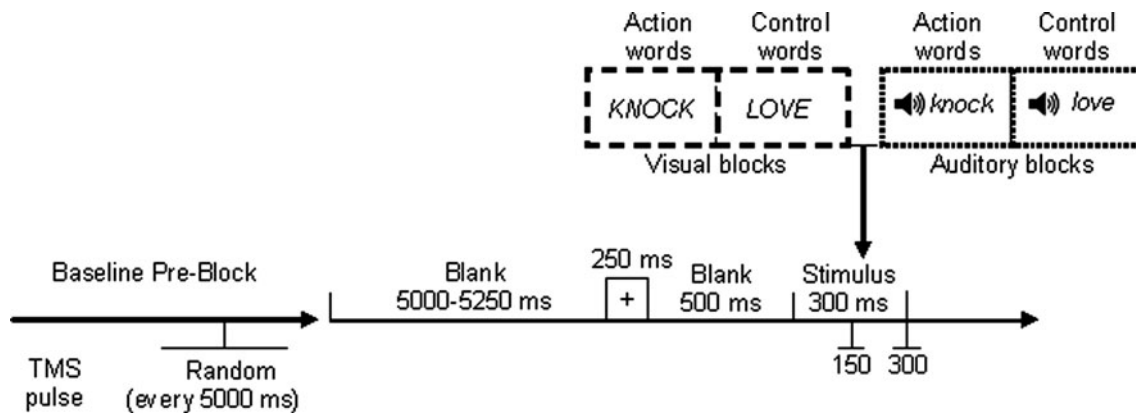 Action words
Control words
Action words
Control words
KNOCK
LOVE
knock
love
Visual blocks
Auditory blocks
Baseline Pre-Block
Blank
5000-5250 ms
250 ms
+
Blank
500 ms
Stimulus
300 ms
150
300
TMS
pulse
Random
(every 5000 ms)